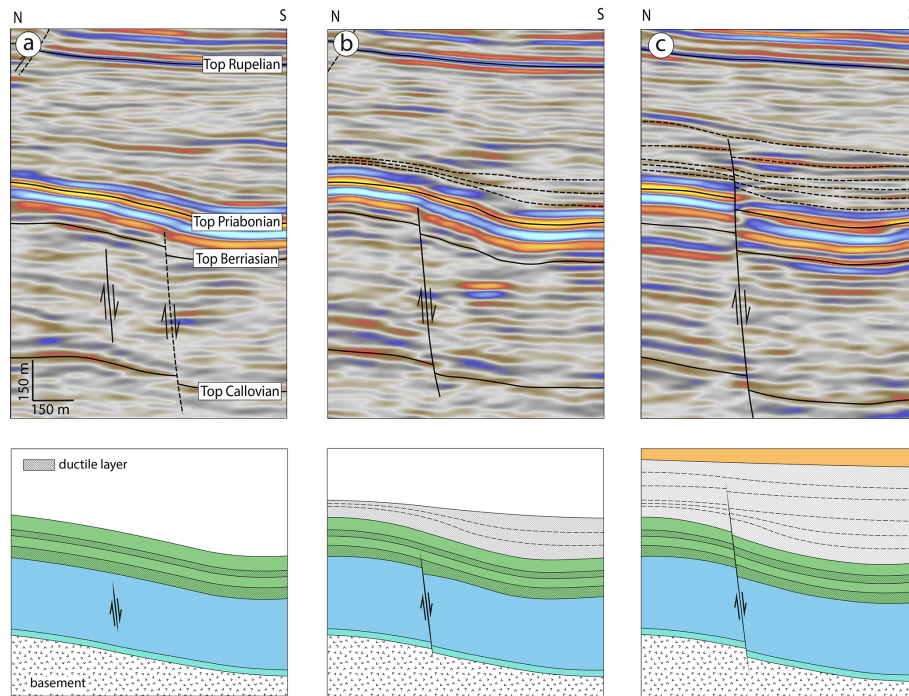 N
S
N
S
N
S
a
b
c
Top Rupelian
Top Priabonian
Top Berriasian
Top Callovian
150 m
150 m
ductile layer
basement